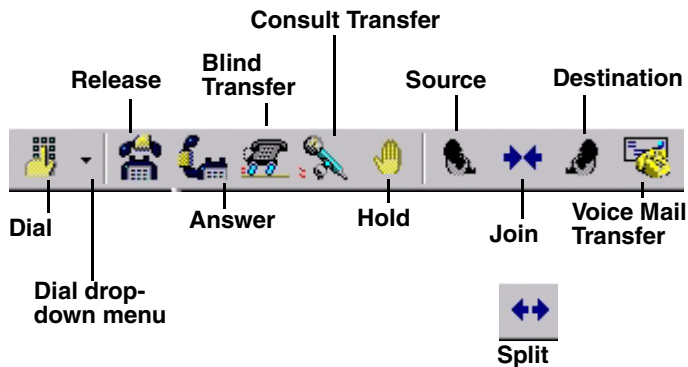 Consult Transfer
Blind
Transfer
Release
Source
Destination
Dial
Answer
Hold
Join
Voice Mail
Transfer
Dial drop-
down menu
Split